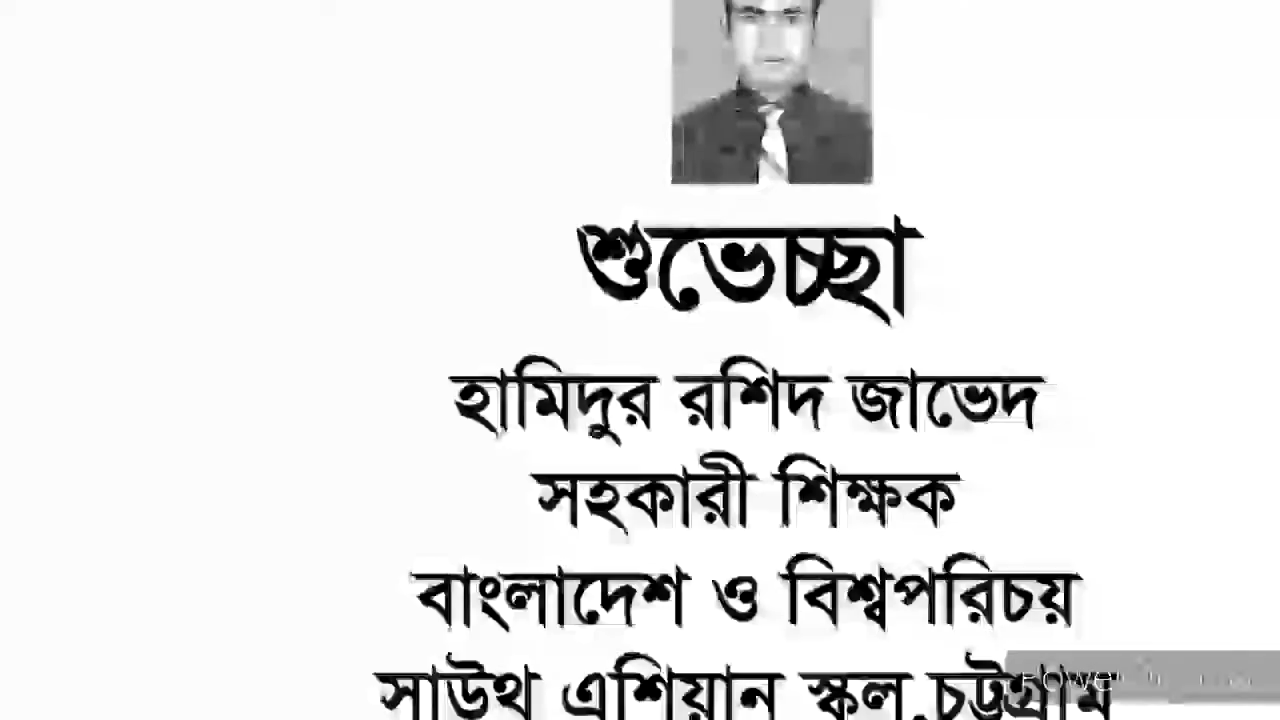 শুভেচ্ছা
হামিদুর রশিদ জাভেদ
সহকারী শিক্ষক
বাংলাদেশ ও বিশ্বপরিচয়
সাউথ এশিয়ান স্কুল,চট্টগ্রাম